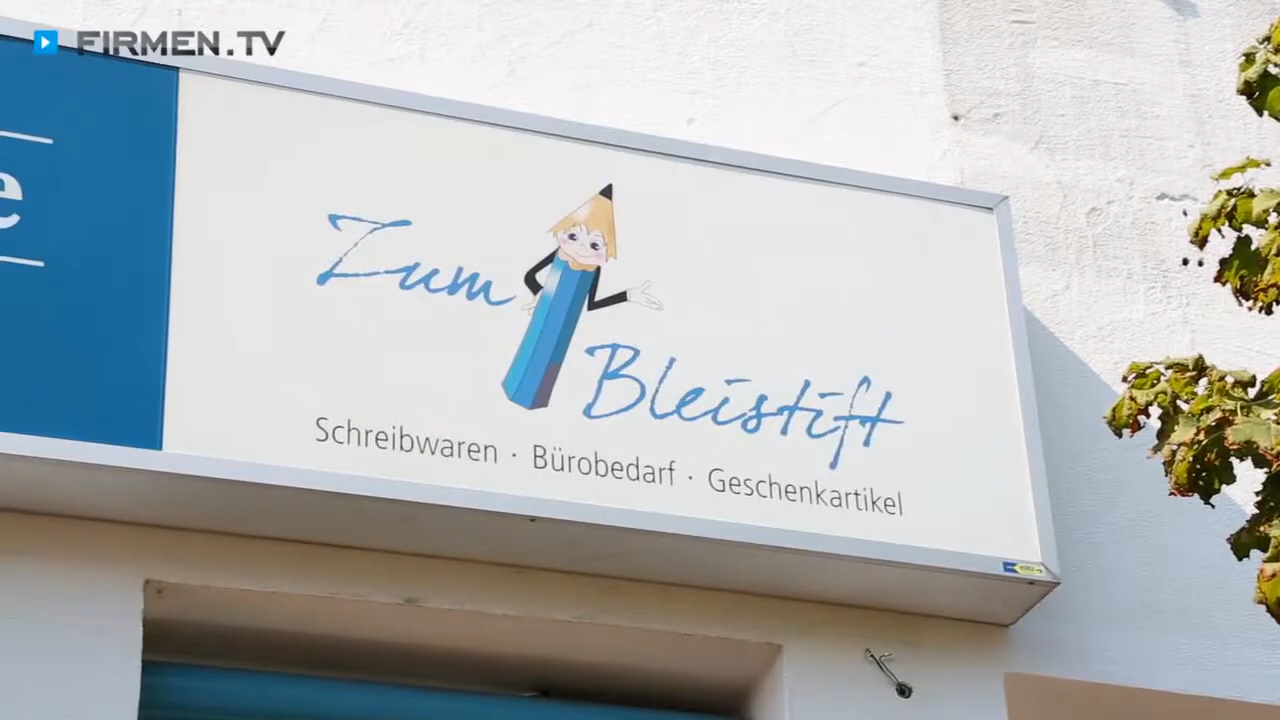 FIRMEN.TV
e
Zum
Bleistift
Schreibwaren · Bürobedarf · Geschenkartikel